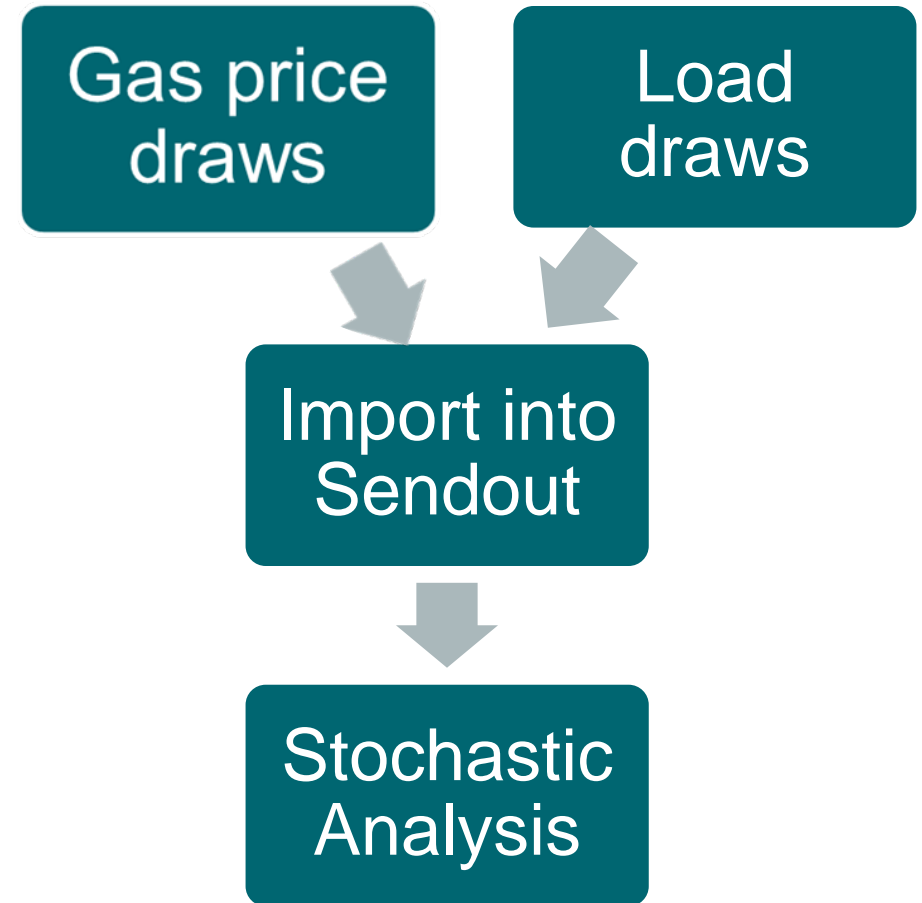 Gas price
draws
Load
draws
Import into
Sendout
Stochastic
Analysis